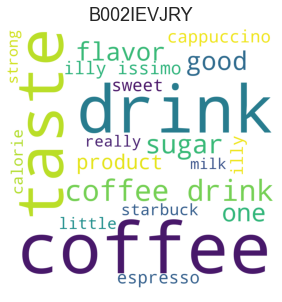 B002IEVJRY
cappuccino
strong
flavor
good
illy issimo
taste
sweet
drink
really
sugar
illy
product
milk
calorie
coffee drink
one
starbuck
little
coffee
espresso